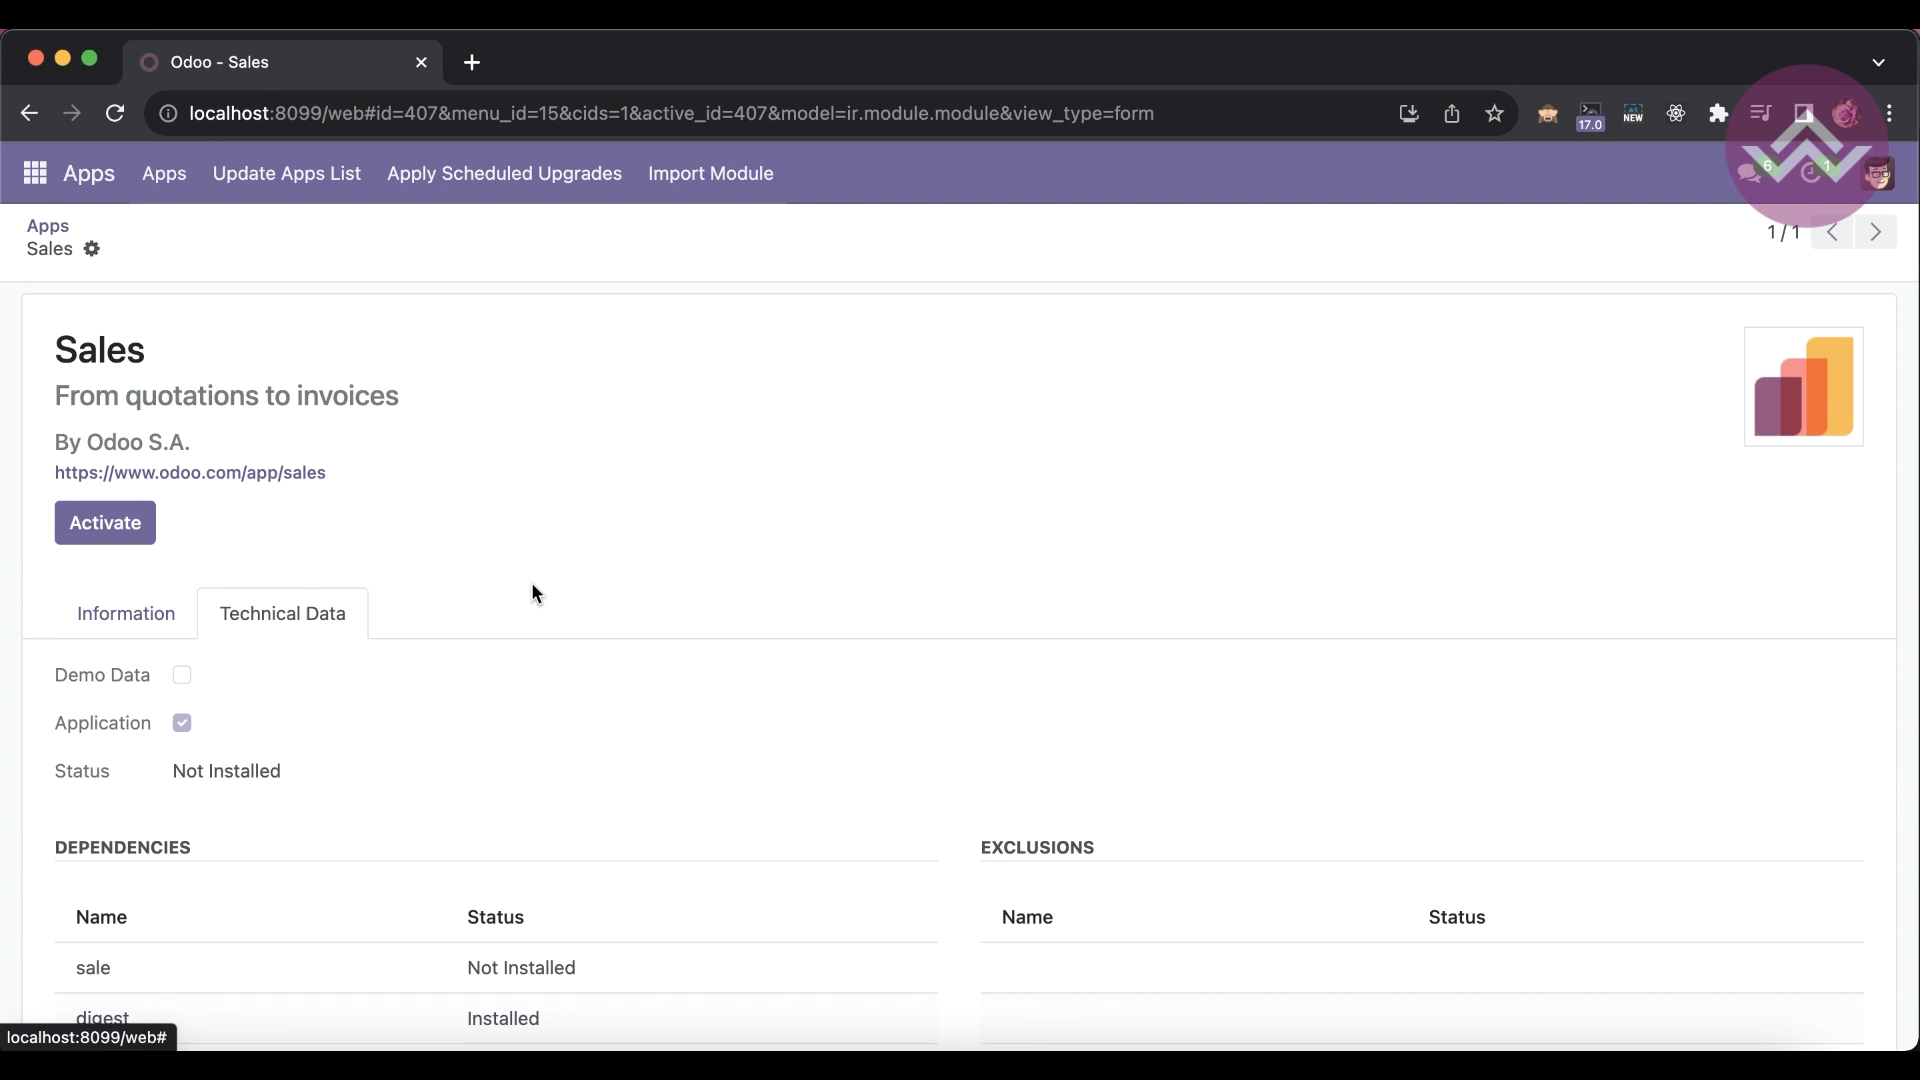 Odoo - Sales
localhost:8099/web#id=407&menu_id=15&cids=1&active_id=407&model=ir.module.module&view_type=form
17.0
NEW
Apps Apps Update Apps List Apply Scheduled Upgrades Import Module
6
1
Apps
Sales
1 / 1
Sales
From quotations to invoices
By Odoo S.A.
https://www.odoo.com/app/sales
Activate
Information Technical Data
Demo Data
Application
Status Not Installed
DEPENDENCIES EXCLUSIONS
Name Status Name Status
sale Not Installed
digest Installed
localhost:8099/web#